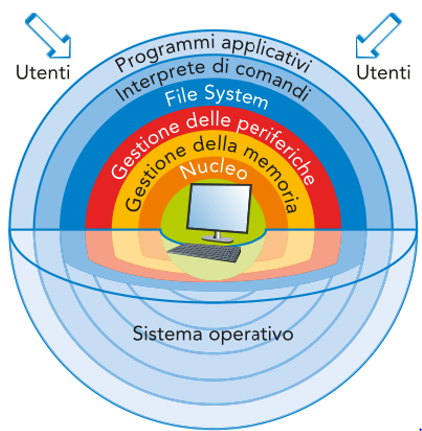 Utenti
Utenti
Programmi applicativi
Interprete di comandi
File System
Gestione delle periferiche
Gestione della memoria
Nucleo
Sistema operativo